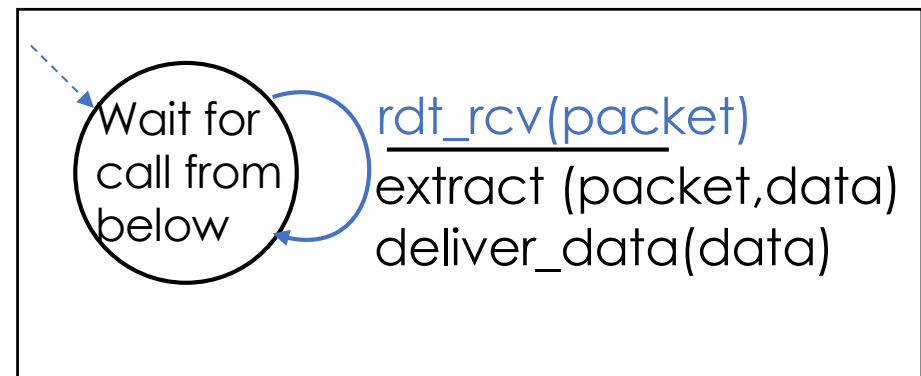 Wait for
call from
below
rdt_rcv(packet)
extract (packet,data)
deliver_data(data)